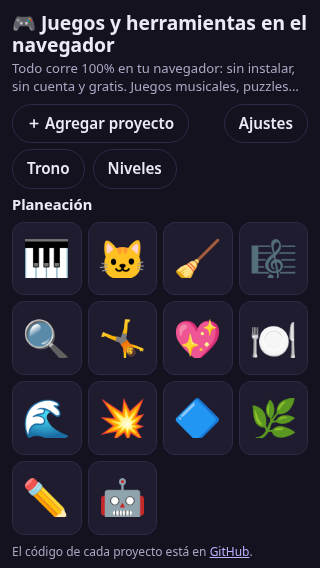 🎮 Juegos y herramientas en el
navegador
Todo corre 100% en tu navegador: sin instalar,
sin cuenta y gratis. Juegos musicales, puzzles...
+ Agregar proyecto
Ajustes
Trono
Niveles
Planeación
El código de cada proyecto está en GitHub.